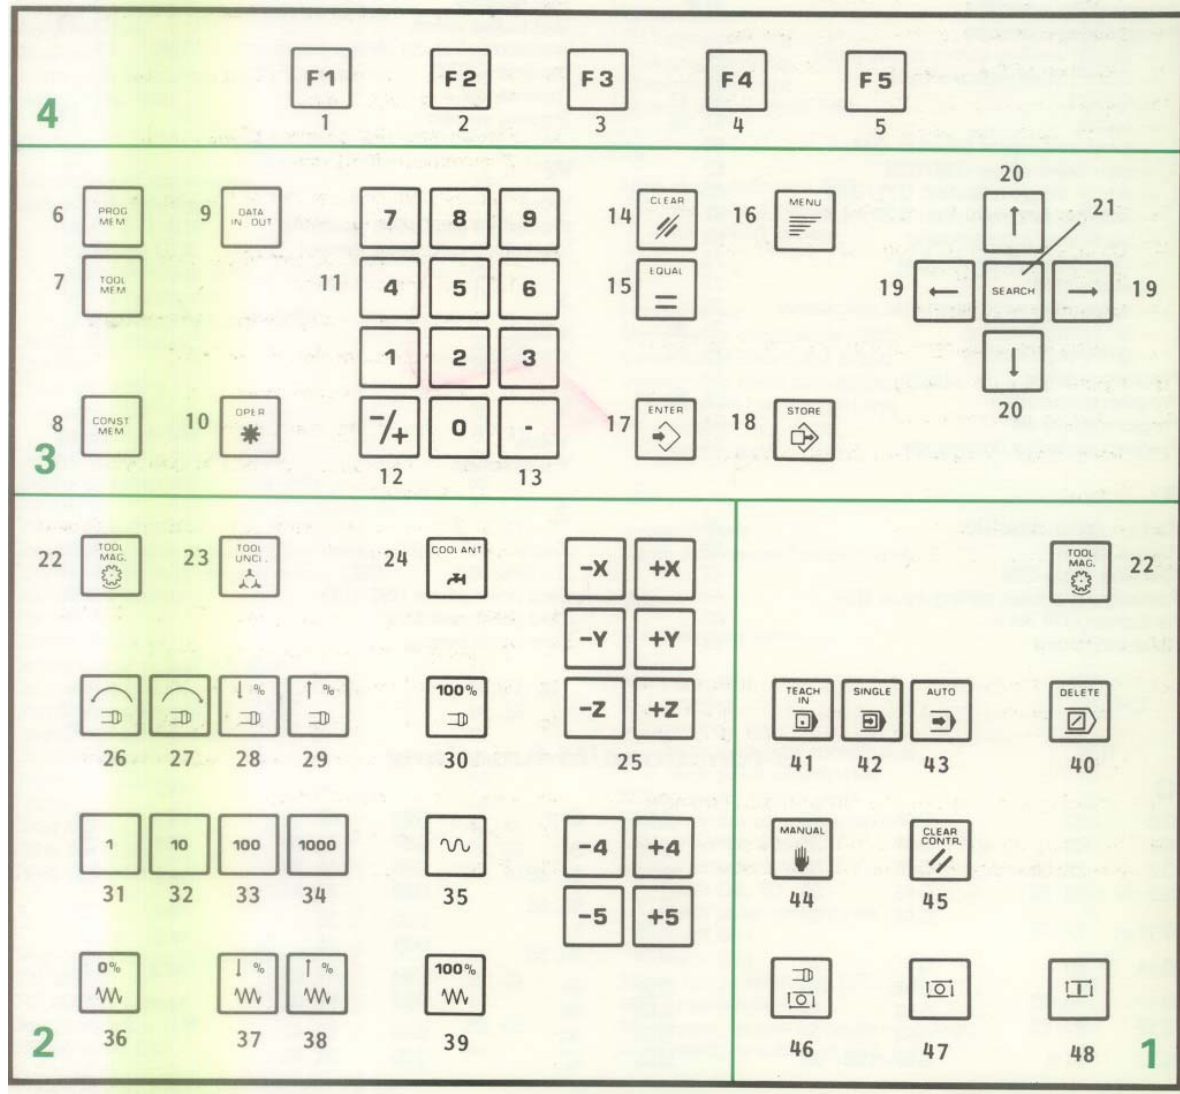 F1 F2 F3 F4 F5
4 1 2 3 4 5
6 PROG MEM 9 DATA IN OUT 7 8 9 14 CLEAR 16 MENU 20 ↑ 21
7 TOOL MEM 11 4 5 6 15 EQUAL = 19 ← SEARCH → 19
1 2 3 ↓ 20
8 CONST MEM 10 OPER -/+ 0 - 17 ENTER 18 STORE
3 12 13
22 TOOL MAG. 23 TOOL UNCL. 24 COOLANT -X +X TOOL MAG. 22
-Y +Y
↓% ↑% 100% -Z +Z TEACH IN SINGLE AUTO DELETE
26 27 28 29 30 25 41 42 43 40
1 10 100 1000 -4 +4 MANUAL CLEAR CONTR.
31 32 33 34 35 44 45
-5 +5
0% ↓% ↑% 100%
2 36 37 38 39 46 47 48 1